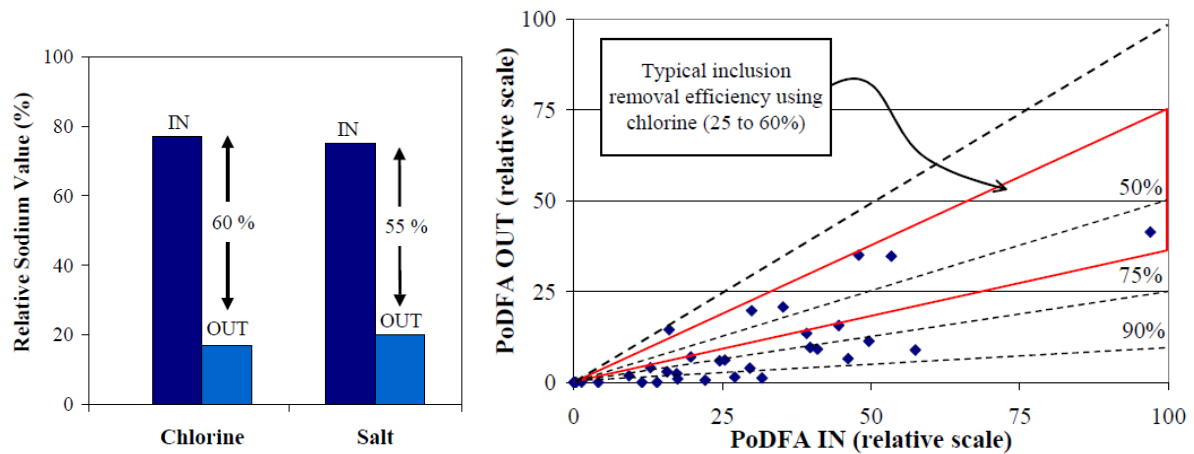 Relative Sodium Value (%)
100
80
60
40
20
0
IN
60 %
OUT
IN
55 %
OUT
Chlorine
Salt
PoDFA OUT (relative scale)
100
75
50
25
0
Typical inclusion
removal efficiency using
chlorine (25 to 60%)
50%
75%
90%
0
25
50
75
100
PoDFA IN (relative scale)